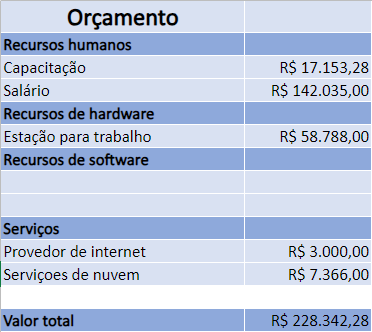 Orçamento
Recursos humanos
Capacitação R$ 17.153,28
Salário R$ 142.035,00
Recursos de hardware
Estação para trabalho R$ 58.788,00
Recursos de software
Serviços
Provedor de internet R$ 3.000,00
Serviçoes de nuvem R$ 7.366,00
Valor total R$ 228.342,28